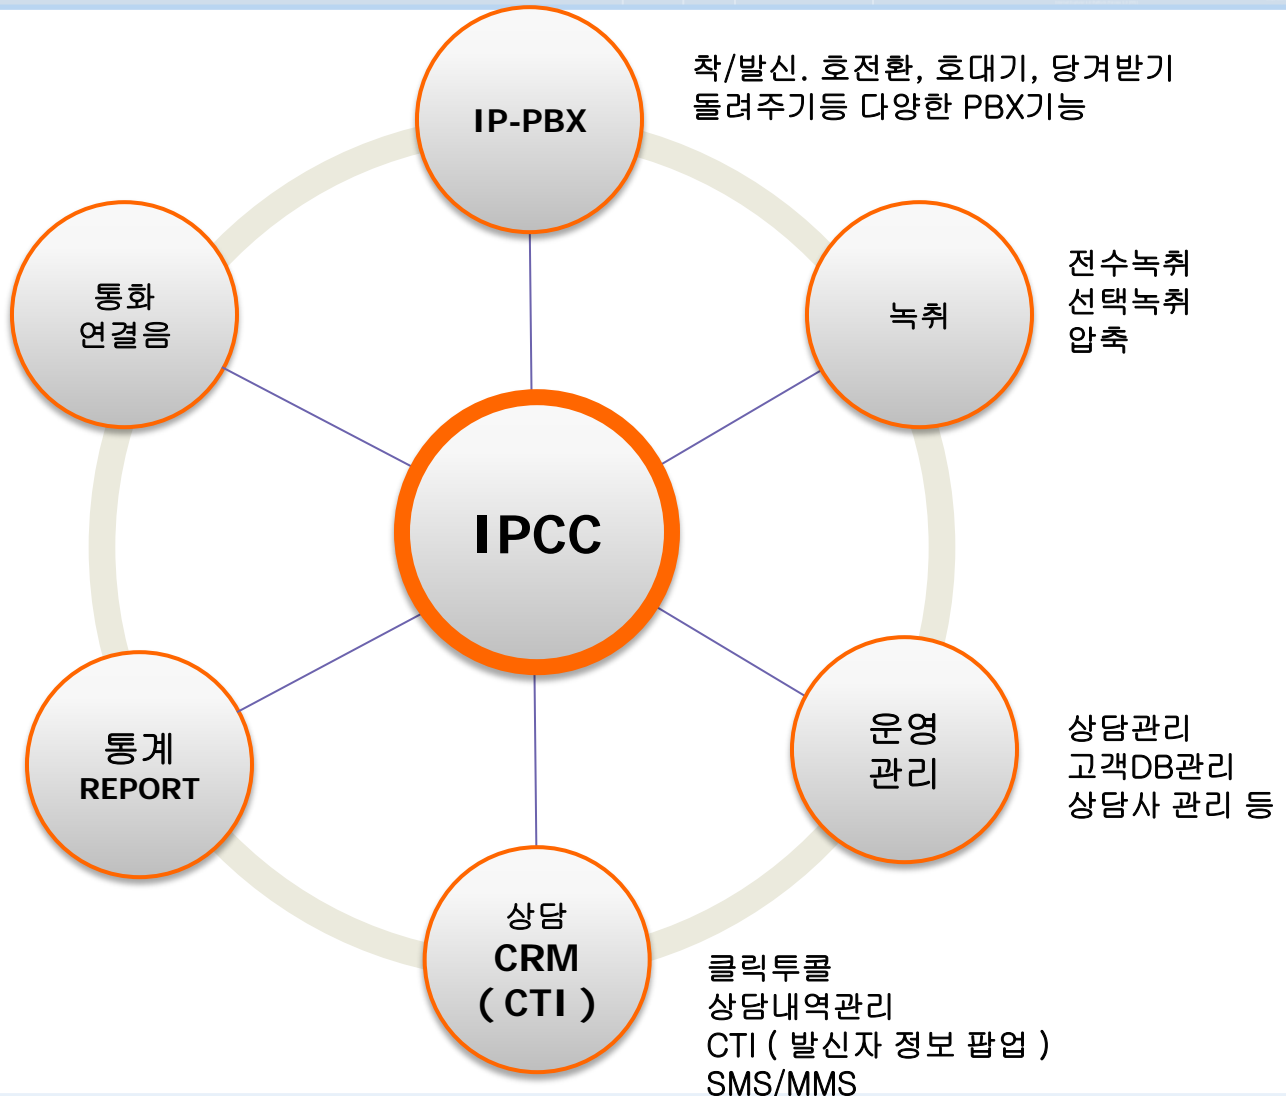 IP-PBX
착/발신. 호전환, 호대기, 당겨받기
돌려주기등 다양한 PBX기능
통화
연결음
녹취
전수녹취
선택녹취
압축
IPCC
통계
REPORT
운영
관리
상담관리
고객DB관리
상담사 관리 등
상담
CRM
( CTI )
클릭투콜
상담내역관리
CTI ( 발신자 정보 팝업 )
SMS/MMS